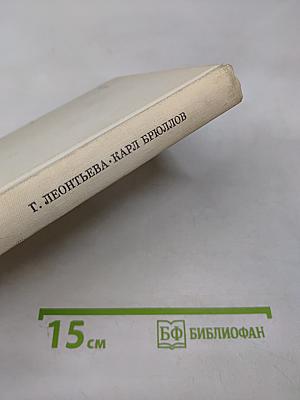 Г. ЛЕОНТЬЕВА · КАРЛ БРЮЛЛОВ
15 см
БФ БИБЛИОФАН